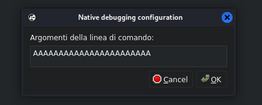 Native debugging configuration
Argomenti della linea di comando:
AAAAAAAAAAAAAAAAAAAAAAA
Cancel
OK